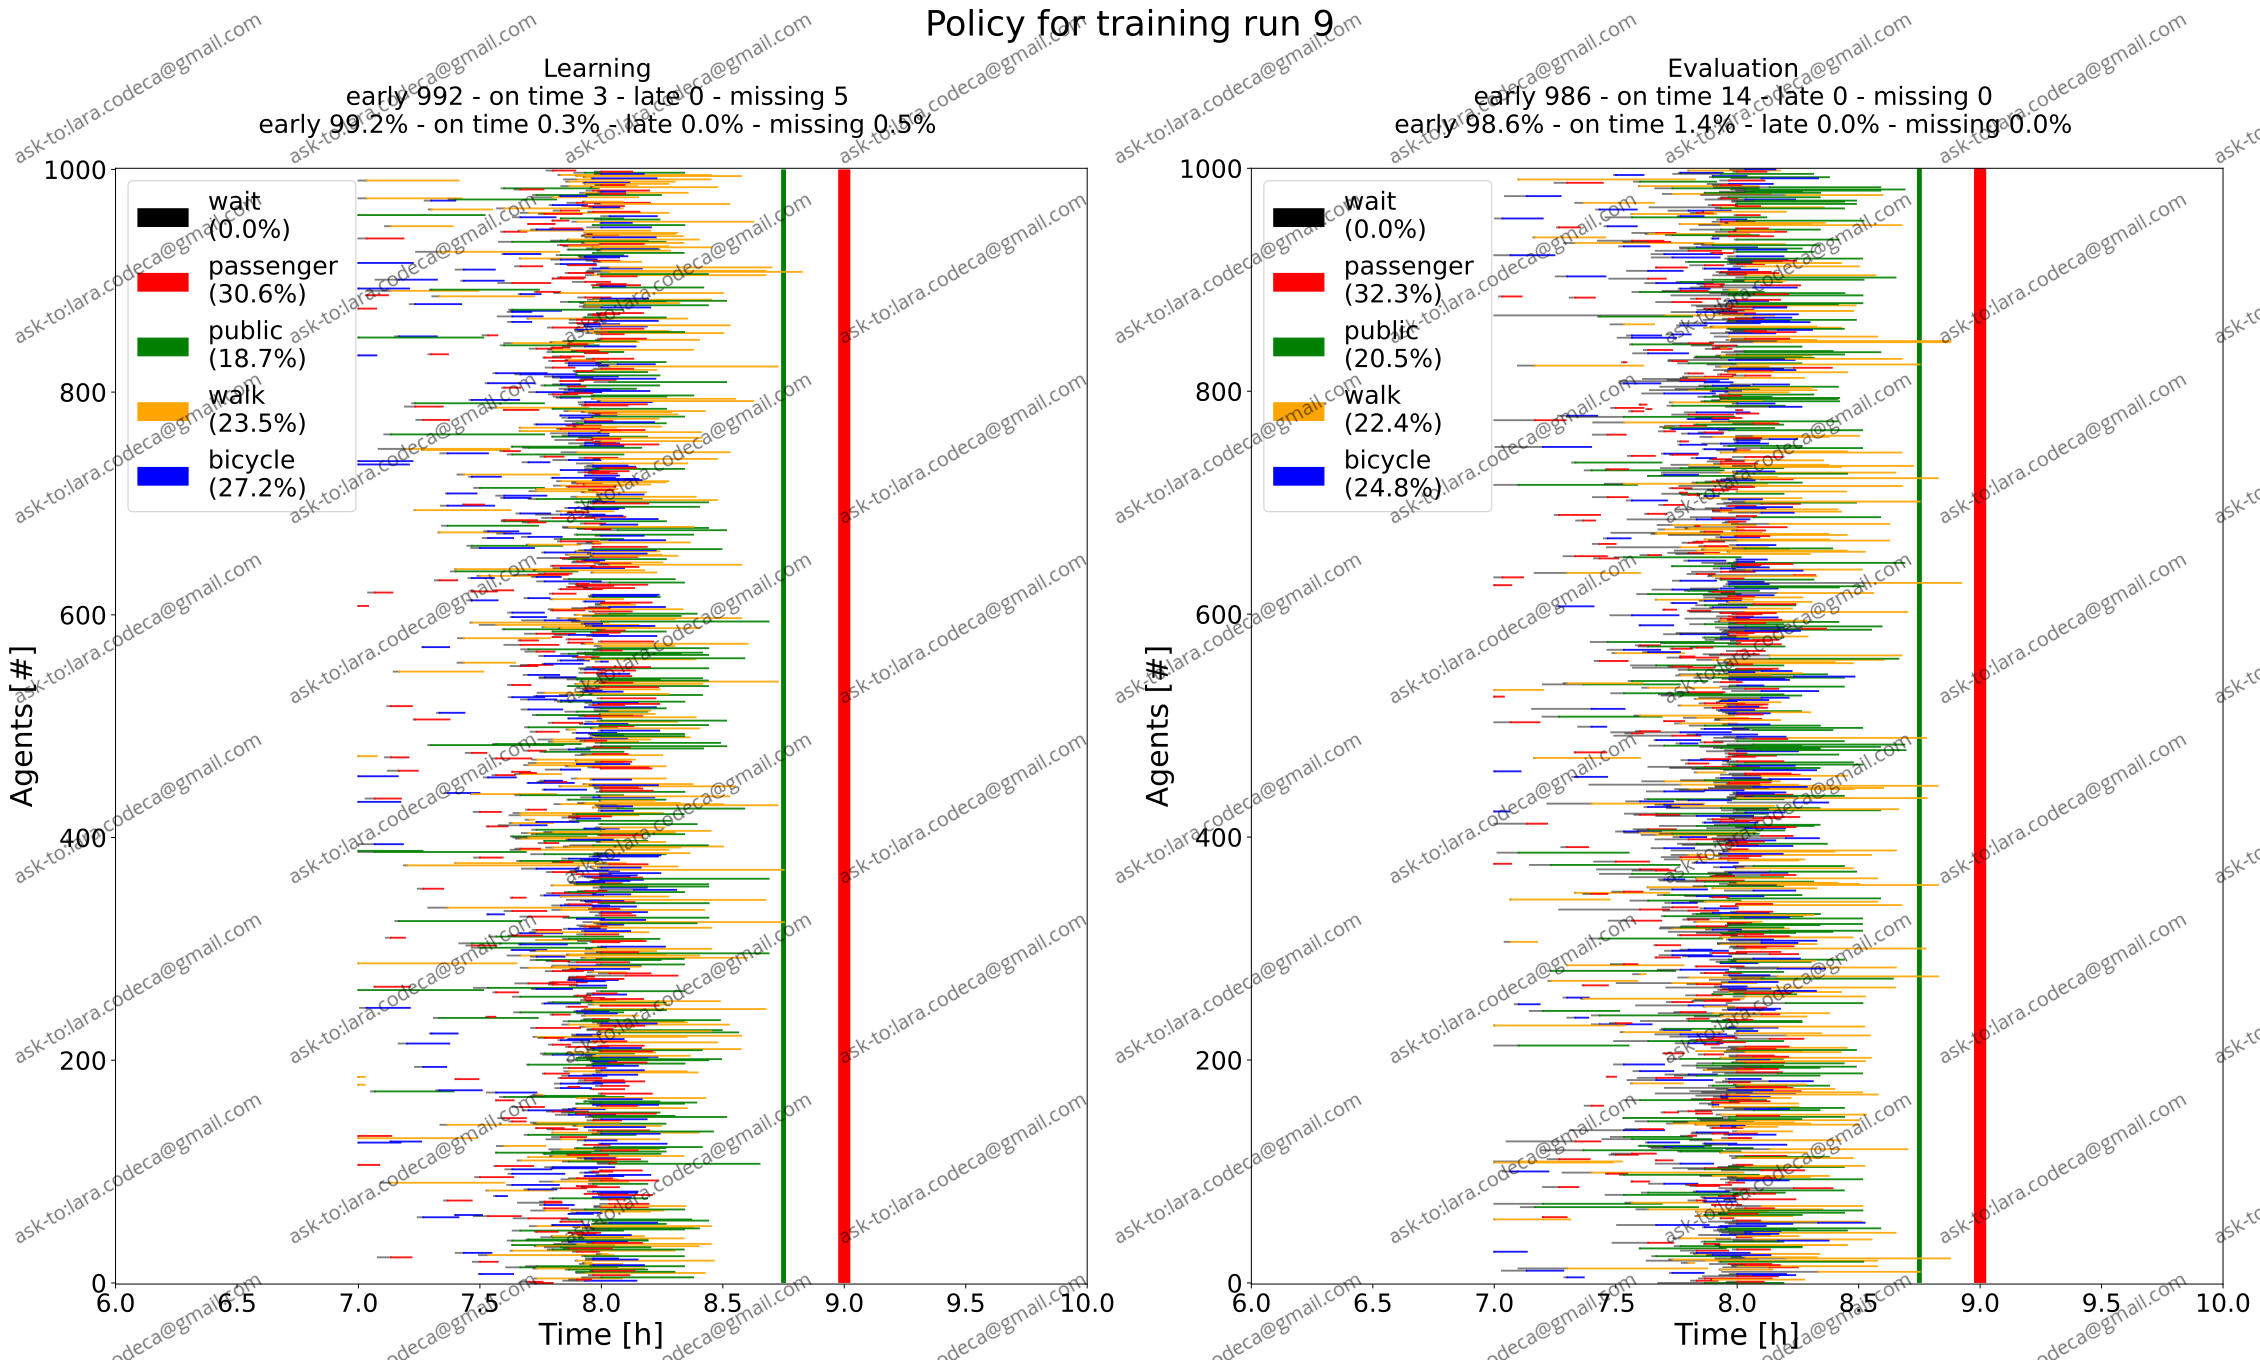 Policy for training run 9
Learning
early 992 - on time 3 - late 0 - missing 5
early 99.2% - on time 0.3% - late 0.0% - missing 0.5%
wait
(0.0%)
passenger
(30.6%)
public
(18.7%)
walk
(23.5%)
bicycle
(27.2%)
Agents [#]
1000
800
600
400
200
0
6.0 6.5 7.0 7.5 8.0 8.5 9.0 9.5 10.0
Time [h]
Evaluation
early 986 - on time 14 - late 0 - missing 0
early 98.6% - on time 1.4% - late 0.0% - missing 0.0%
wait
(0.0%)
passenger
(32.3%)
public
(20.5%)
walk
(22.4%)
bicycle
(24.8%)
Agents [#]
1000
800
600
400
200
0
6.0 6.5 7.0 7.5 8.0 8.5 9.0 9.5 10.0
Time [h]
ask-to:lara.codeca@gmail.com